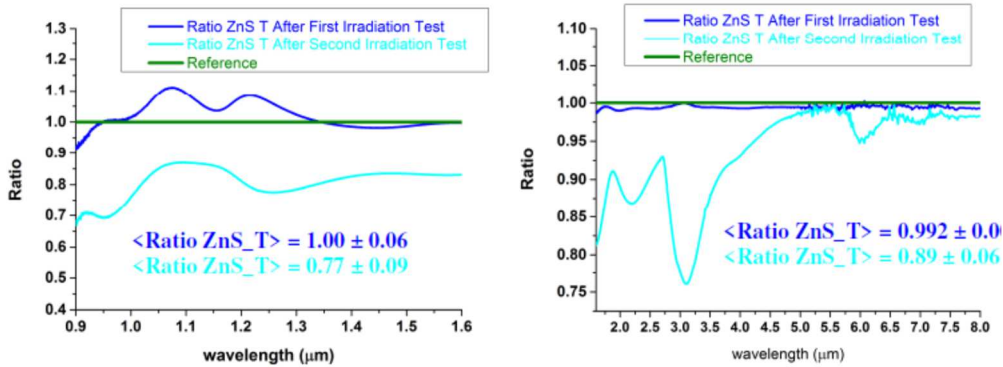 1.3
1.2
1.1
1.0
0.9
0.8
0.7
0.6
0.5
0.4
Ratio
Ratio ZnS T After First Irradiation Test
Ratio ZnS T After Second Irradiation Test
Reference
<Ratio ZnS_T> = 1.00 ± 0.06
<Ratio ZnS_T> = 0.77 ± 0.09
0.9 1.0 1.1 1.2 1.3 1.4 1.5 1.6
wavelength (μm)
1.10
1.05
1.00
0.95
0.90
0.85
0.80
0.75
Ratio
Ratio ZnS T After First Irradiation Test
Ratio ZnS T After Second Irradiation Test
Reference
<Ratio ZnS_T> = 0.992 ± 0.0
<Ratio ZnS_T> = 0.89 ± 0.06
2.0 2.5 3.0 3.5 4.0 4.5 5.0 5.5 6.0 6.5 7.0 7.5 8.0
wavelength (μm)